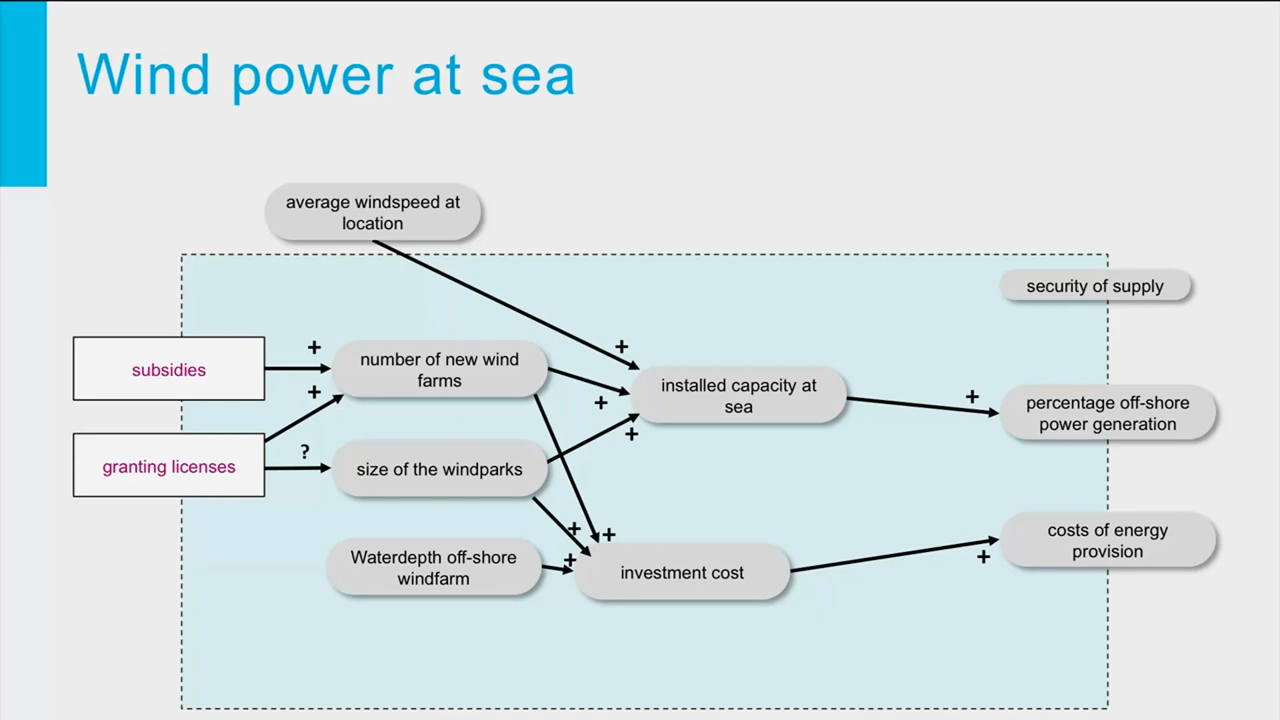 Wind power at sea
average windspeed at
location
security of supply
+
subsidies
+
number of new wind
farms
+
+
installed capacity at
sea
+
+
percentage off-shore
power generation
granting licenses
?
size of the windparks
+
Waterdepth off-shore
windfarm
+
+
+
investment cost
costs of energy
provision
+